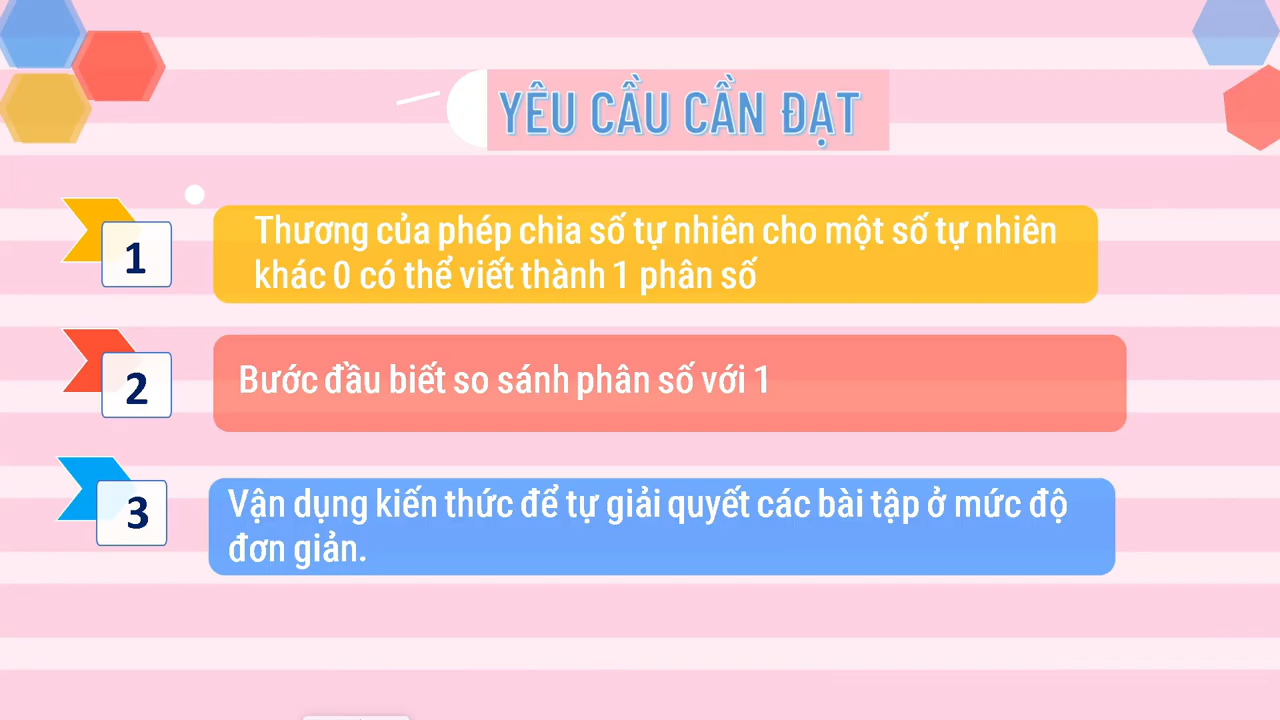 YÊU CẦU CẦN ĐẠT
1
Thương của phép chia số tự nhiên cho một số tự nhiên
khác 0 có thể viết thành 1 phân số
2
Bước đầu biết so sánh phân số với 1
3
Vận dụng kiến thức để tự giải quyết các bài tập ở mức độ
đơn giản.